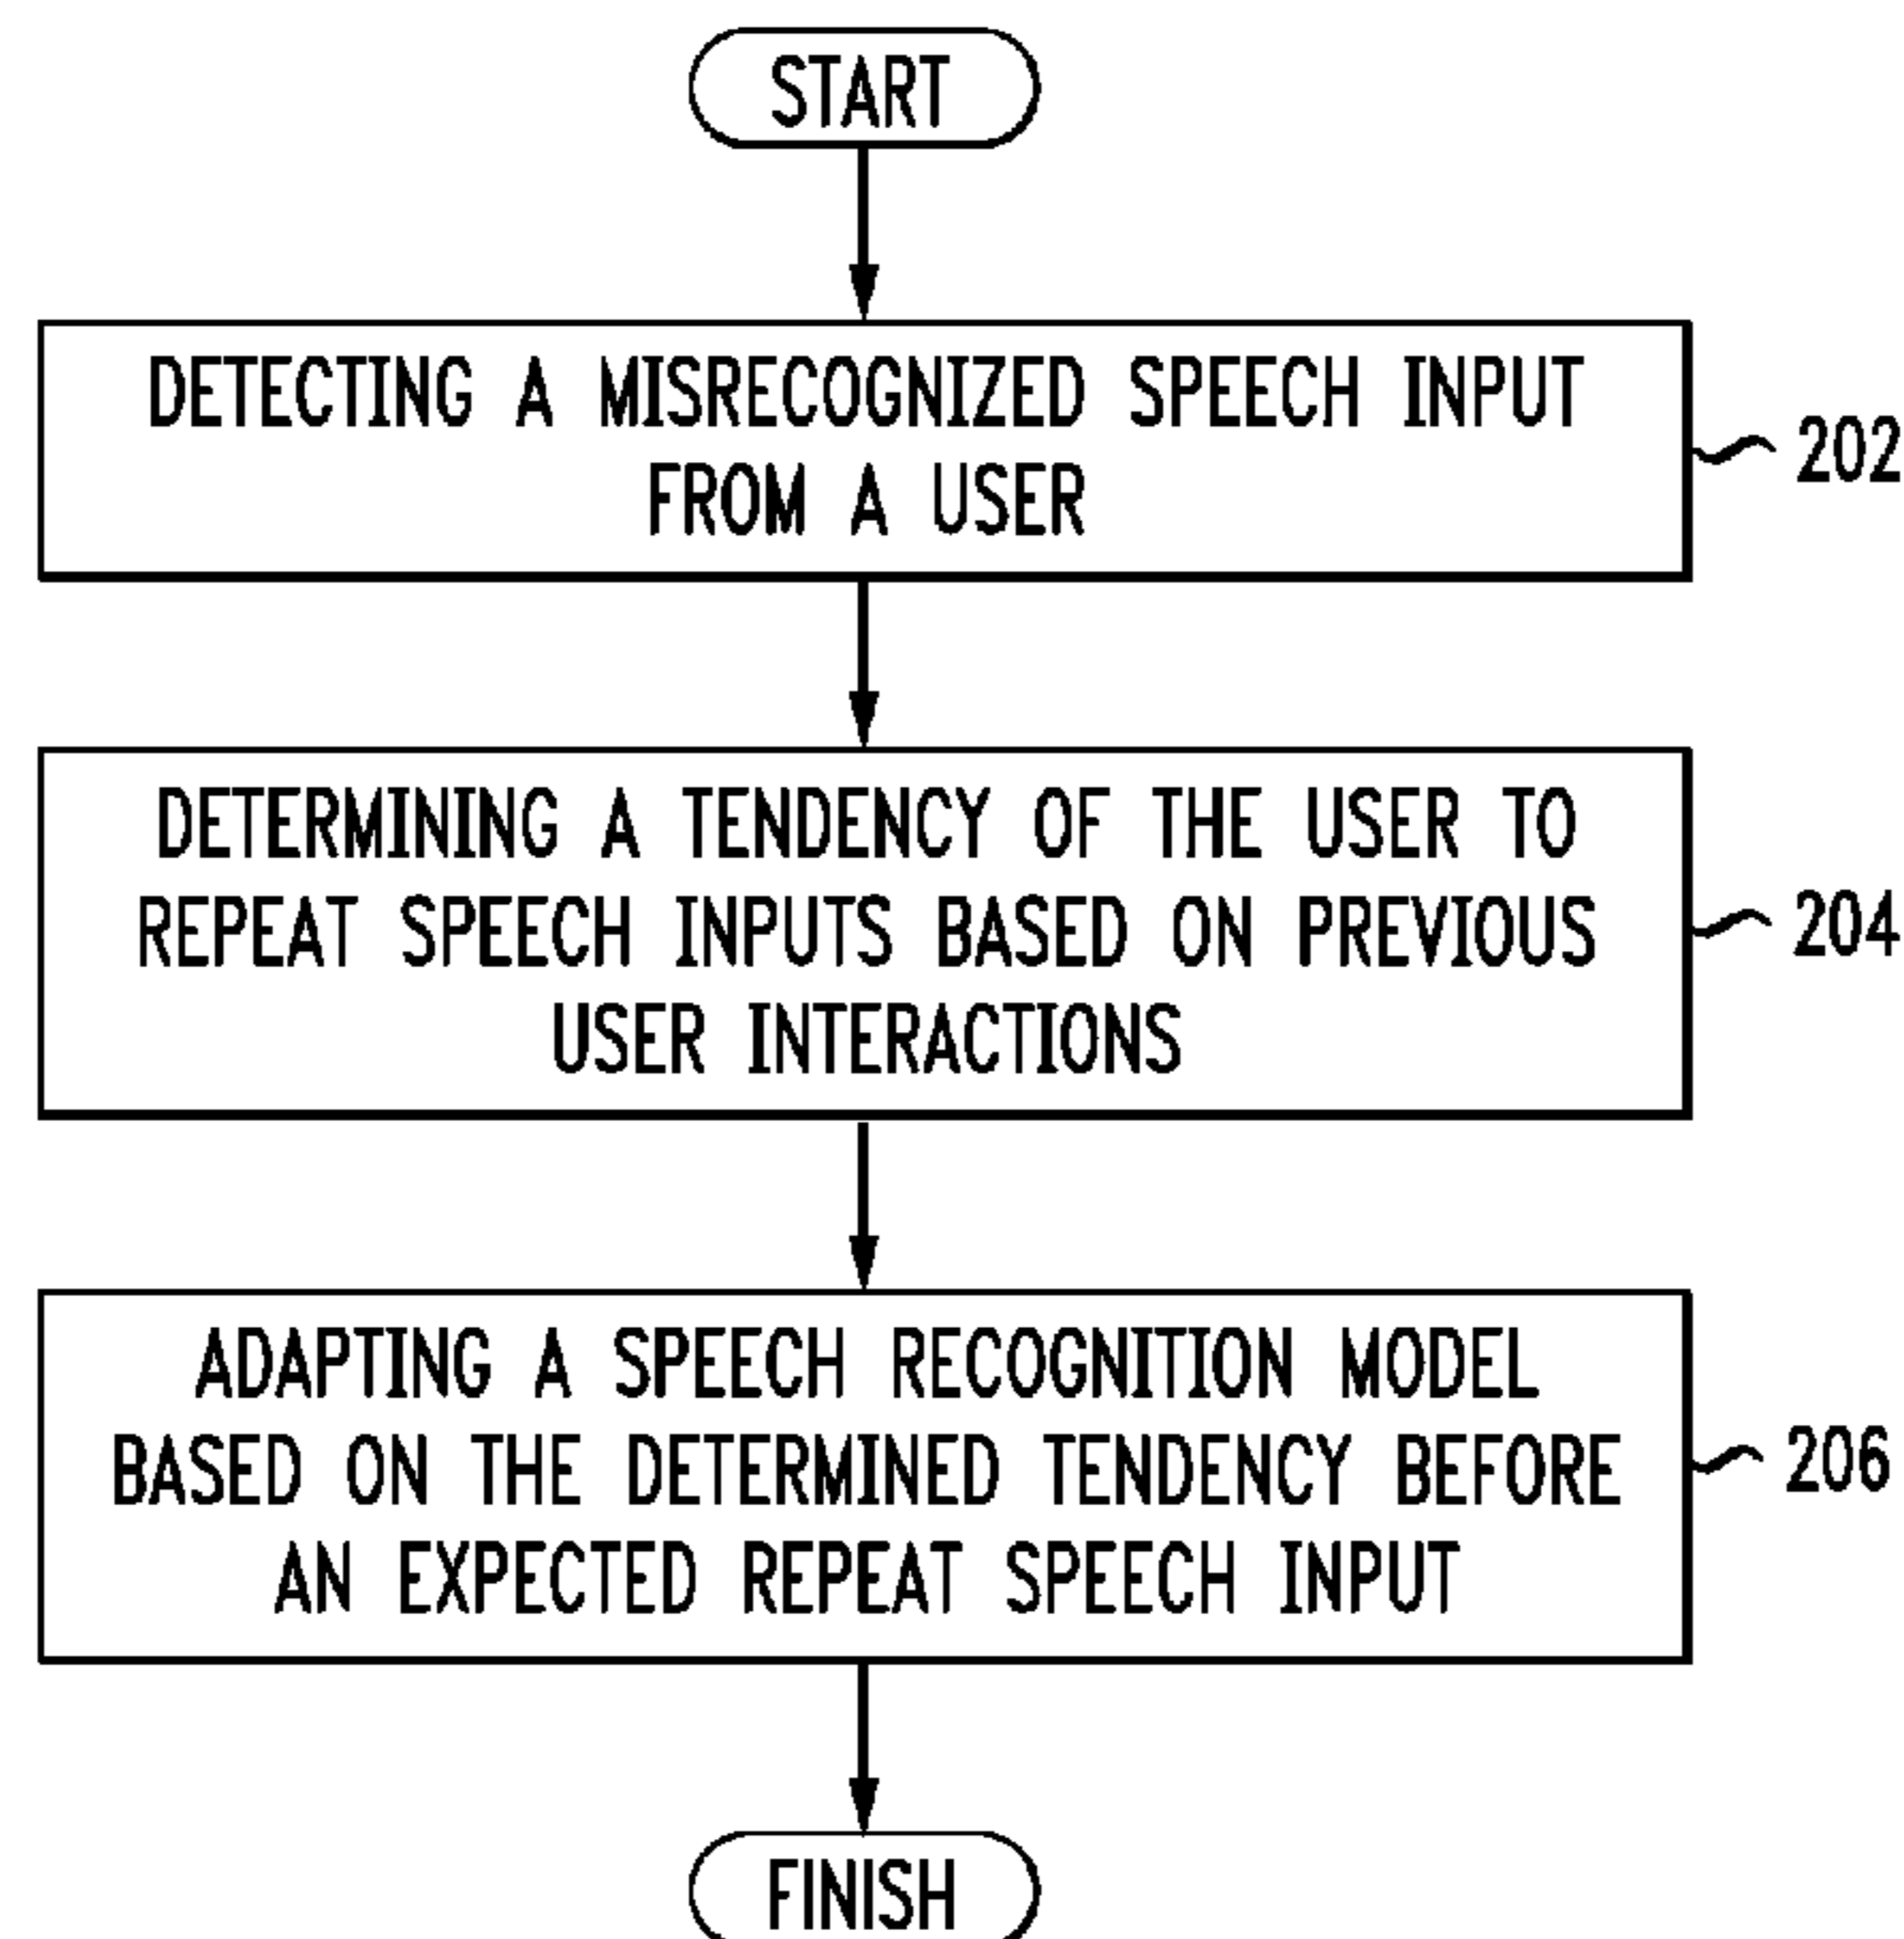 START
DETECTING A MISRECOGNIZED SPEECH INPUT
FROM A USER
202
DETERMINING A TENDENCY OF THE USER TO
REPEAT SPEECH INPUTS BASED ON PREVIOUS
USER INTERACTIONS
204
ADAPTING A SPEECH RECOGNITION MODEL
BASED ON THE DETERMINED TENDENCY BEFORE
AN EXPECTED REPEAT SPEECH INPUT
206
FINISH